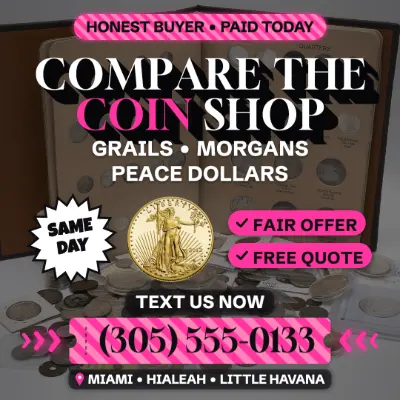 HONEST BUYER • PAID TODAY
COMPARE THE
COIN SHOP
GRAILS • MORGANS
PEACE DOLLARS
SAME
DAY
FAIR OFFER
FREE QUOTE
TEXT US NOW
(305) 555-0133
MIAMI • HIALEAH • LITTLE HAVANA